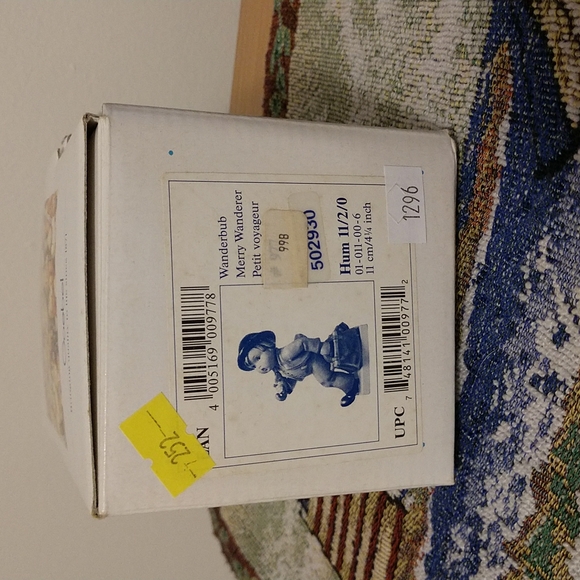 Wanderbub
Merry Wanderer
Petit voyageur
998
502930
Hum 11/2/0
01-011-00-6
11 cm/4¼ inch
1296
4 005169 009778
AN
UPC
7 48141 00977 2
252